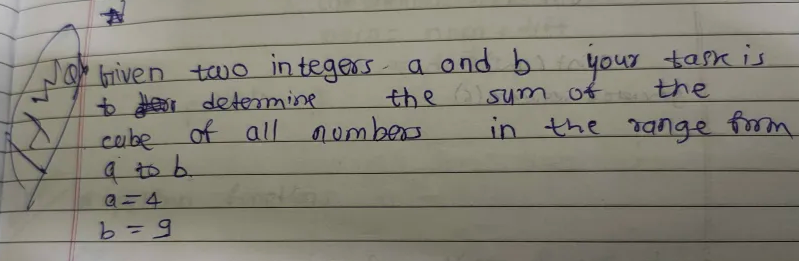 Given two integers a and b your task is
to determine the sum of the
cube of all numbers in the range from
a to b
a = 4
b = 9